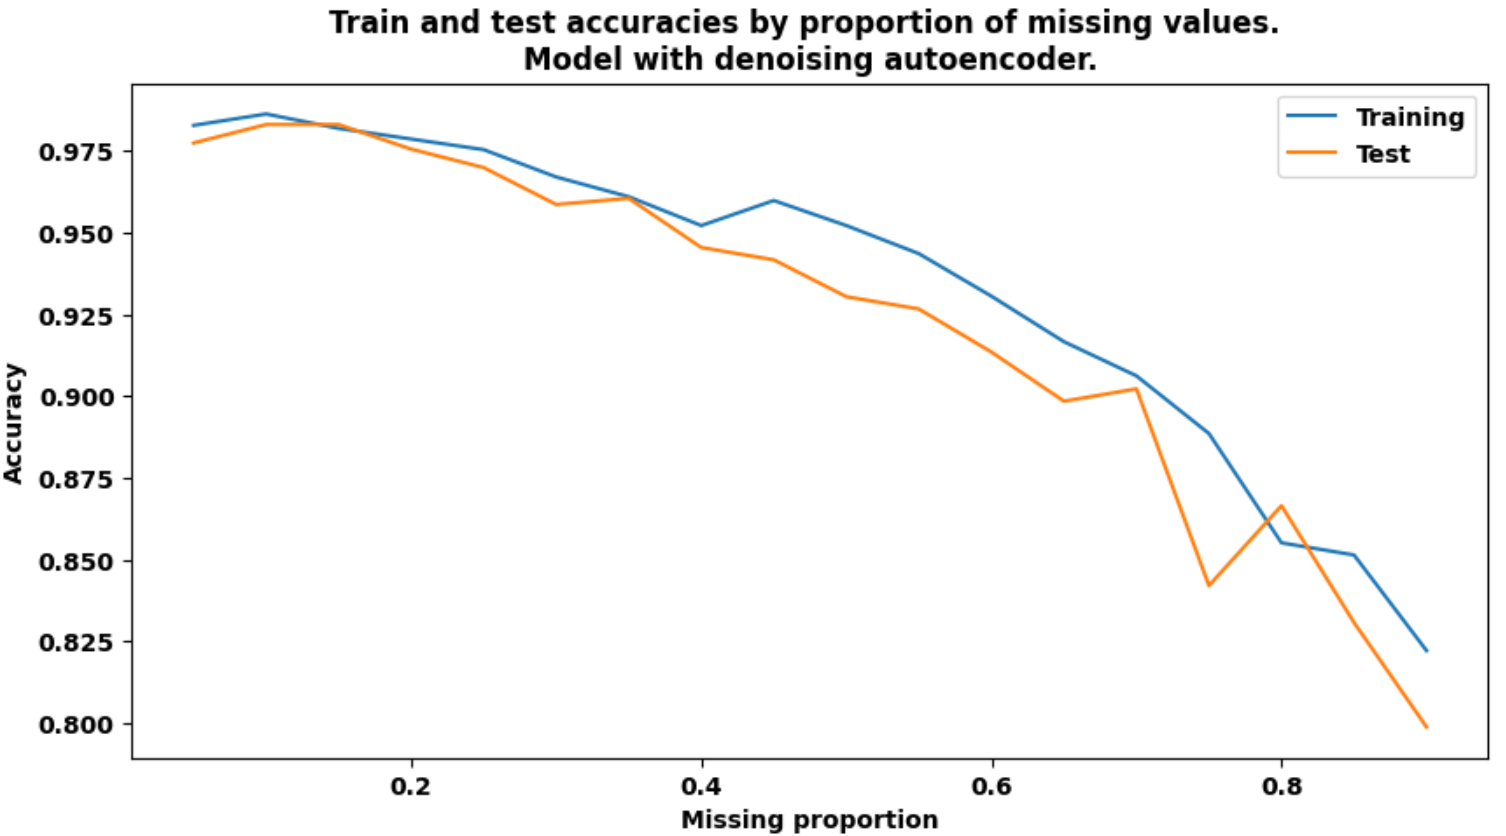 Train and test accuracies by proportion of missing values.
Model with denoising autoencoder.
Training
Test
0.975
0.950
0.925
0.900
0.875
0.850
0.825
0.800
Accuracy
0.2 0.4 0.6 0.8
Missing proportion